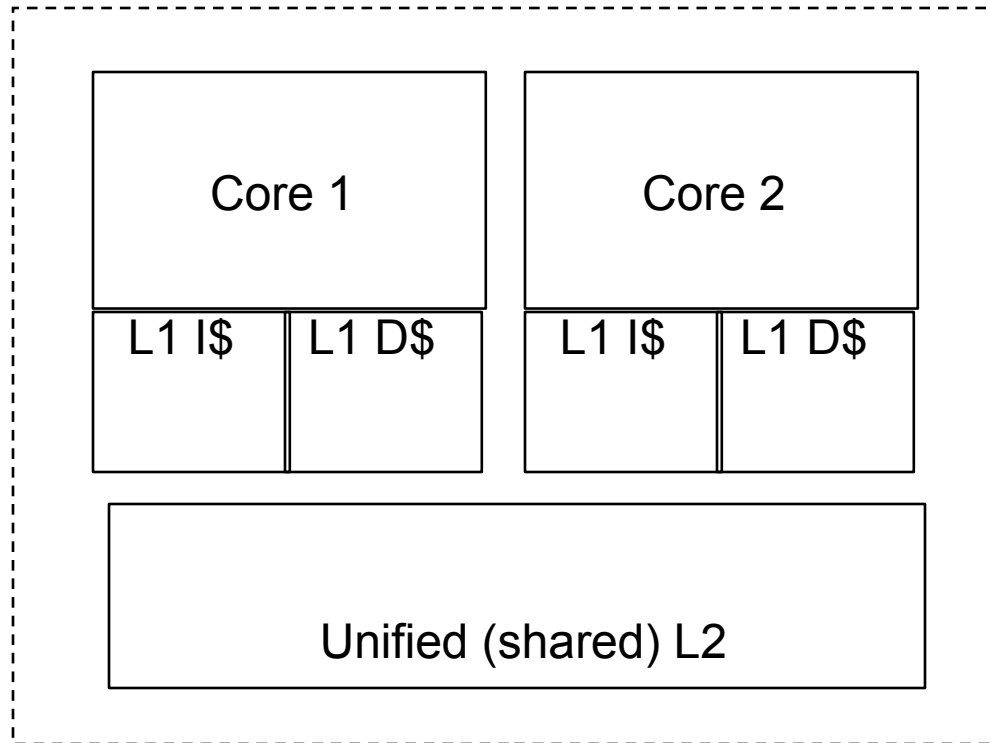 Core 1
Core 2
L1 I$
L1 D$
L1 I$
L1 D$
Unified (shared) L2